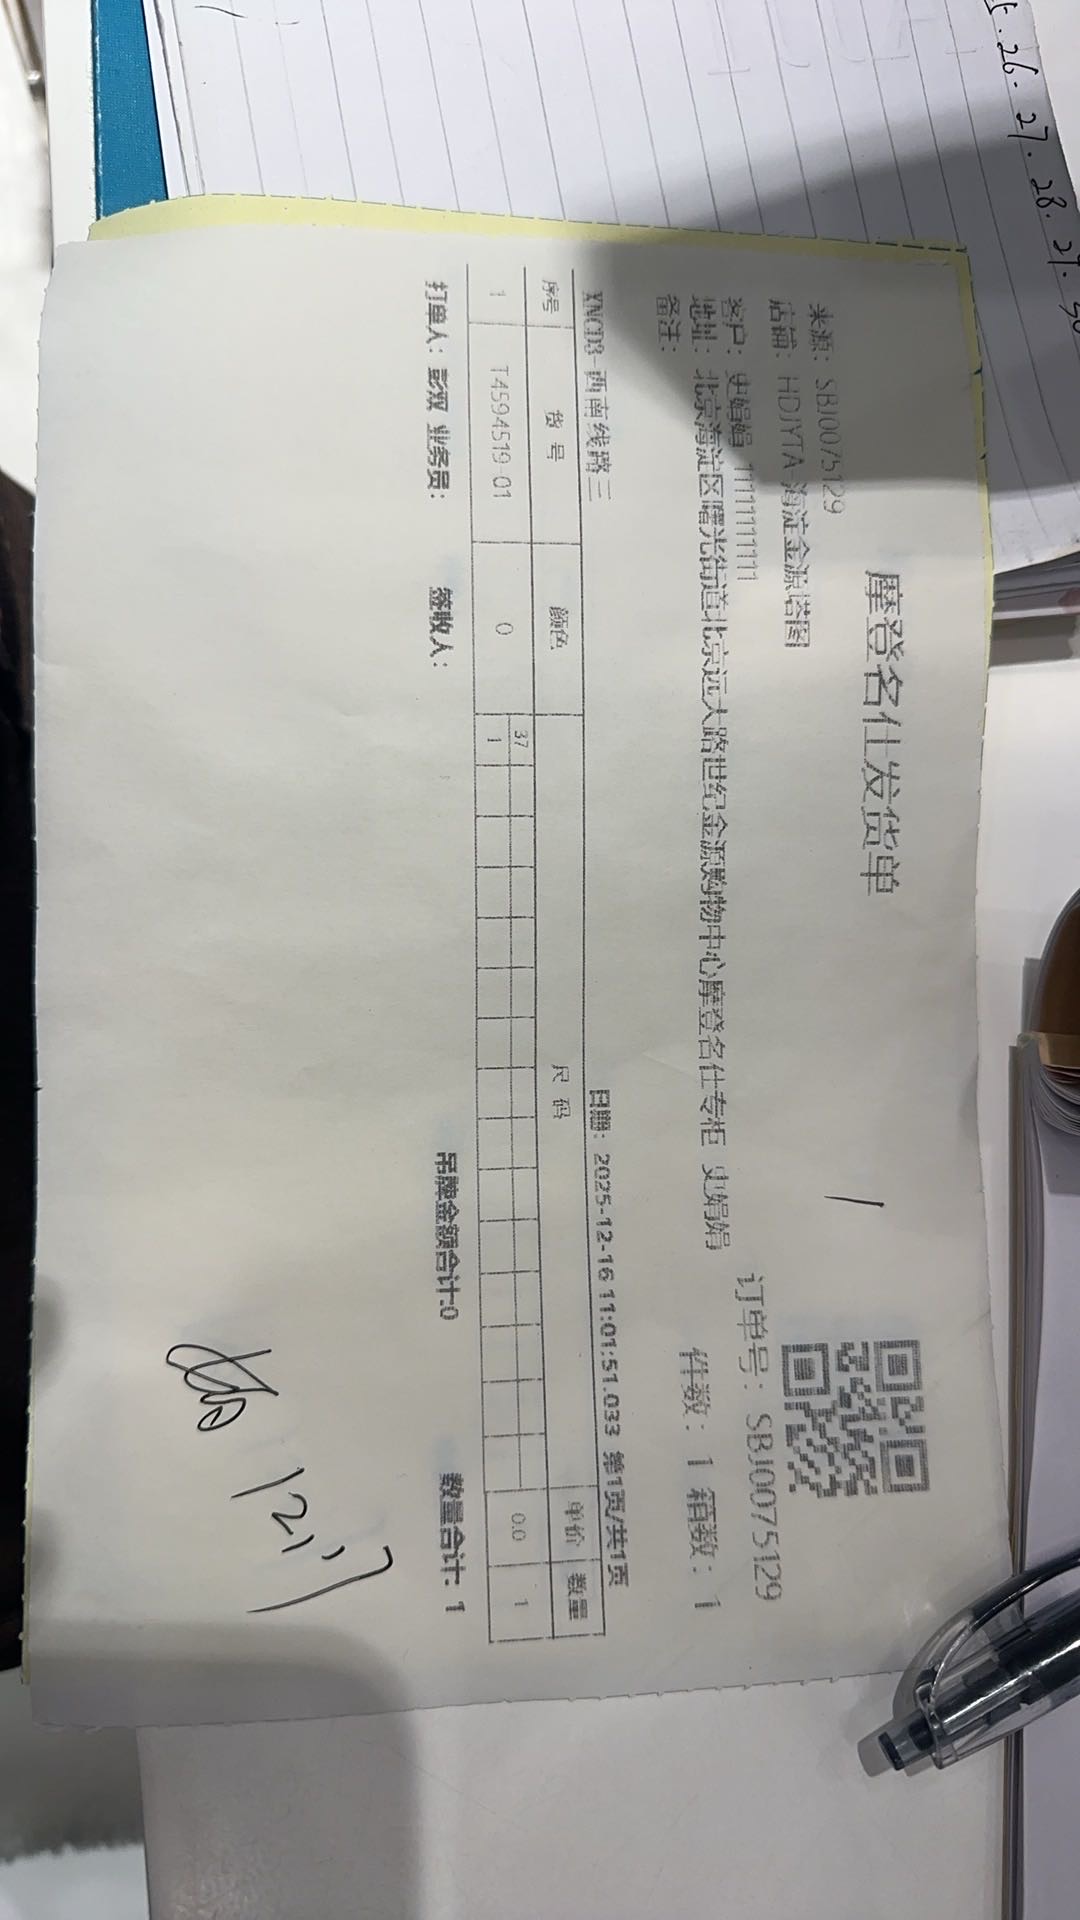 摩登名仕发货单
来源：SBJ0075129
店铺：HDJYTA-海淀金源塔图
订单号：SBJ0075129
客户：史娟娟 11111111111
件数：1 箱数：1
地址：北京海淀区曙光街道北京远大路世纪金源购物中心摩登名仕专柜 史娟娟
备注：
XNCD3-西南线路三 日期：2025-12-16 11:01:51.033 第1页/共1页
序号 货号 颜色 尺码 单价 数量
37
1 T4594519-01 0 1 0.0 1
打单人：彭双 业务员： 签收人： 吊牌金额合计:0 数量合计：1
12.17
26.27.28.29.30